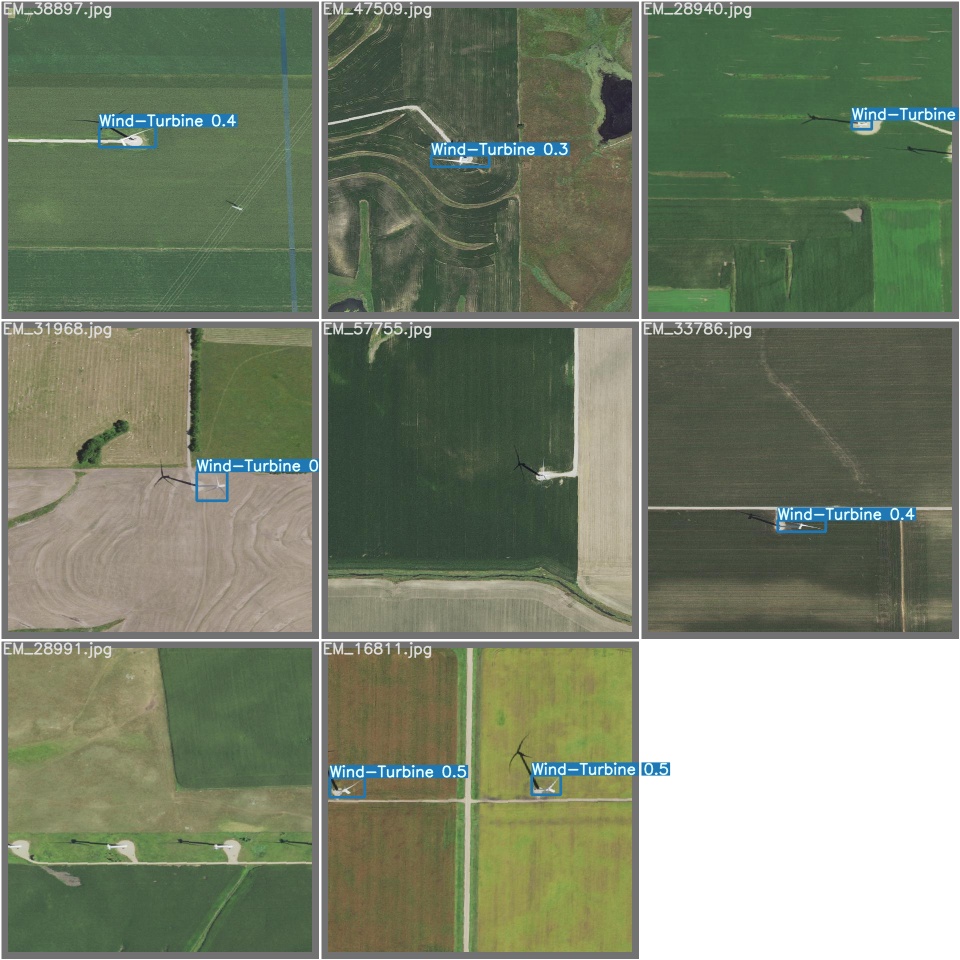 EM_38897.jpg
EM_47509.jpg
EM_28940.jpg
Wind-Turbine 0.4
Wind-Turbine 0.3
Wind-Turbine
EM_31968.jpg
EM_57755.jpg
EM_33786.jpg
Wind-Turbine 0
Wind-Turbine 0.4
EM_28991.jpg
EM_16811.jpg
Wind-Turbine 0.5
Wind-Turbine 0.5